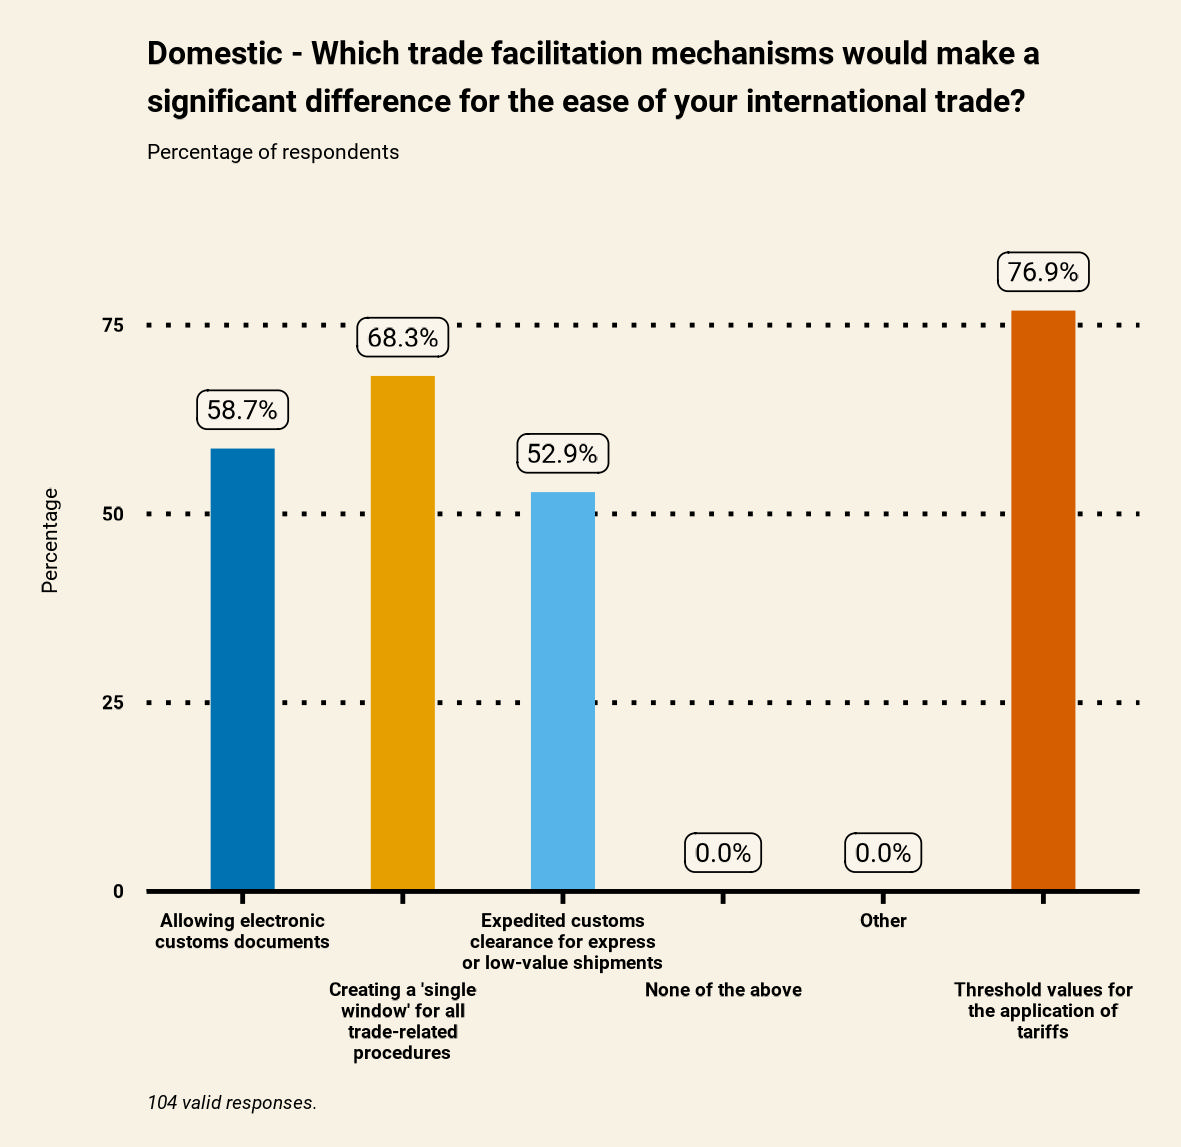 Domestic - Which trade facilitation mechanisms would make a
significant difference for the ease of your international trade?
Percentage of respondents
76.9%
75
68.3%
58.7%
52.9%
50
Percentage
25
0.0%
0.0%
0
Allowing electronic
customs documents
Creating a 'single
window' for all
trade-related
procedures
Expedited customs
clearance for express
or low-value shipments
None of the above
Other
Threshold values for
the application of
tariffs
104 valid responses.